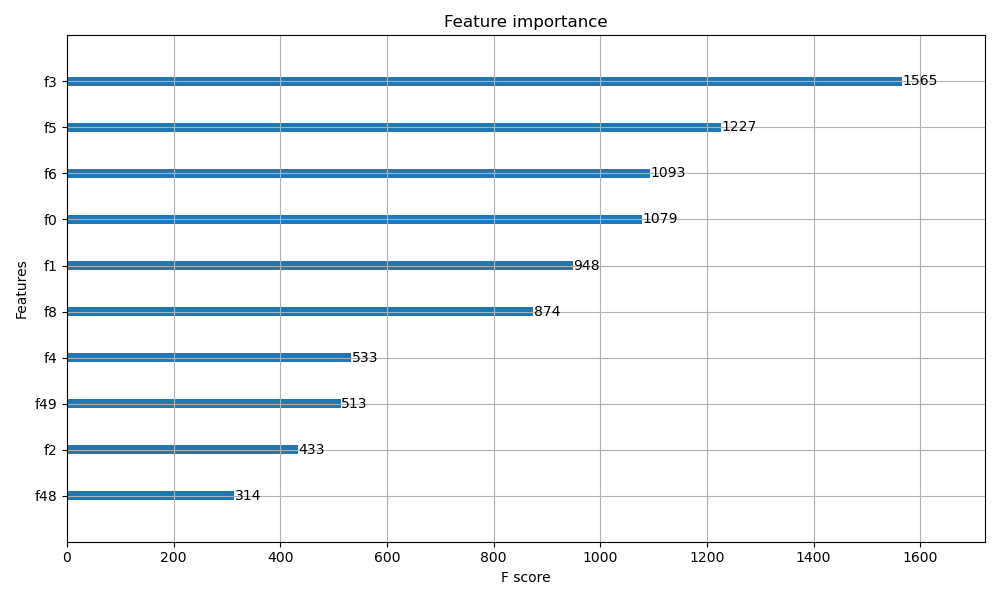 Feature importance
f3 1565
f5 1227
f6 1093
f0 1079
f1 948
f8 874
f4 533
f49 513
f2 433
f48 314
Features
0 200 400 600 800 1000 1200 1400 1600
F score